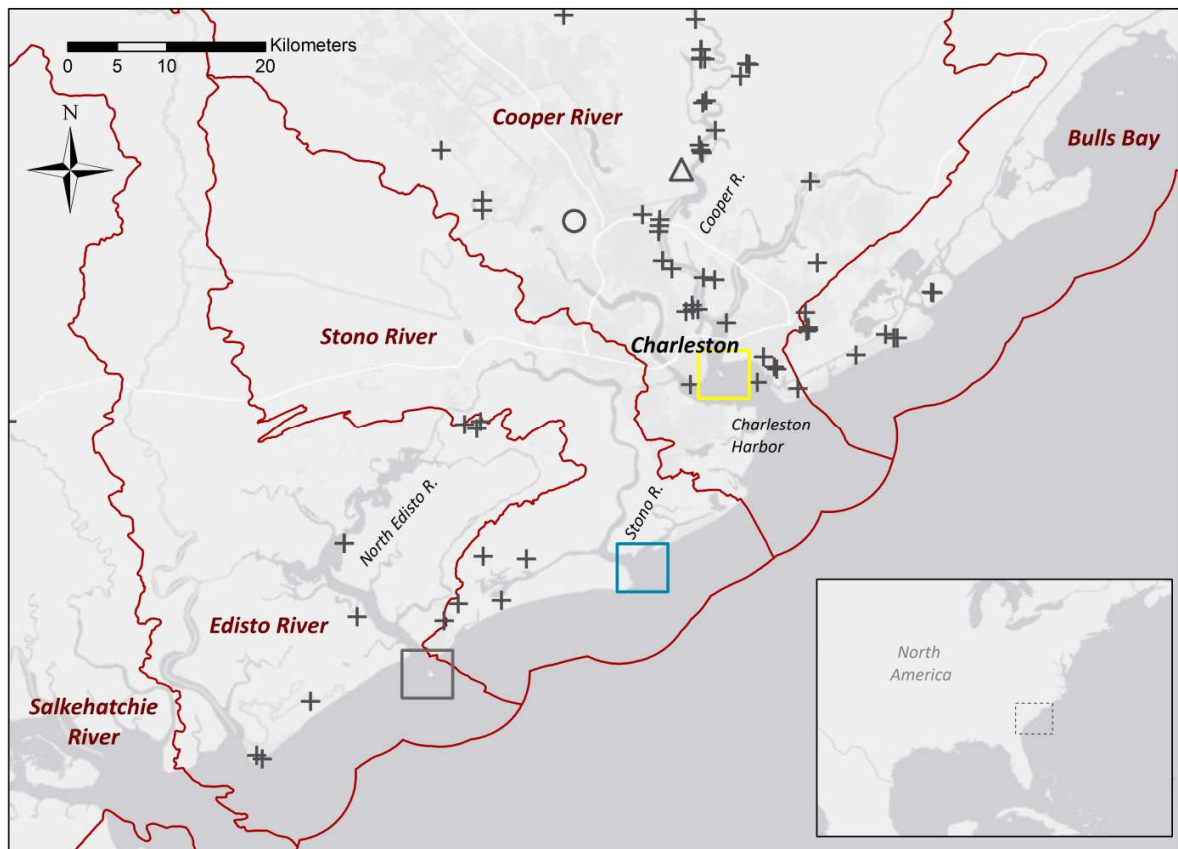 Kilometers
0 5 10 20
N
Cooper River
Bulls Bay
Cooper R.
Stono River
Charleston
Charleston
Harbor
North Edisto R.
Stono R.
Edisto River
Salkehatchie
River
North
America